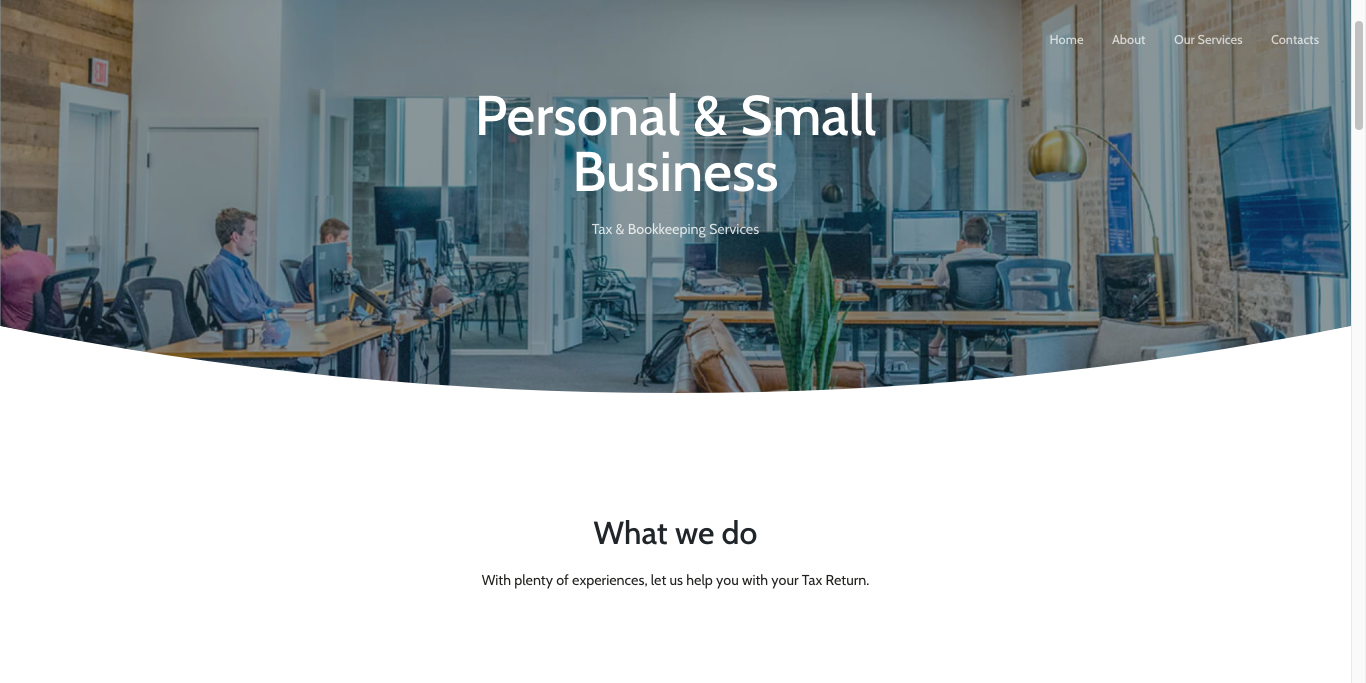 Home About Our Services Contacts
Personal & Small
Business
Tax & Bookkeeping Services
What we do
With plenty of experiences, let us help you with your Tax Return.